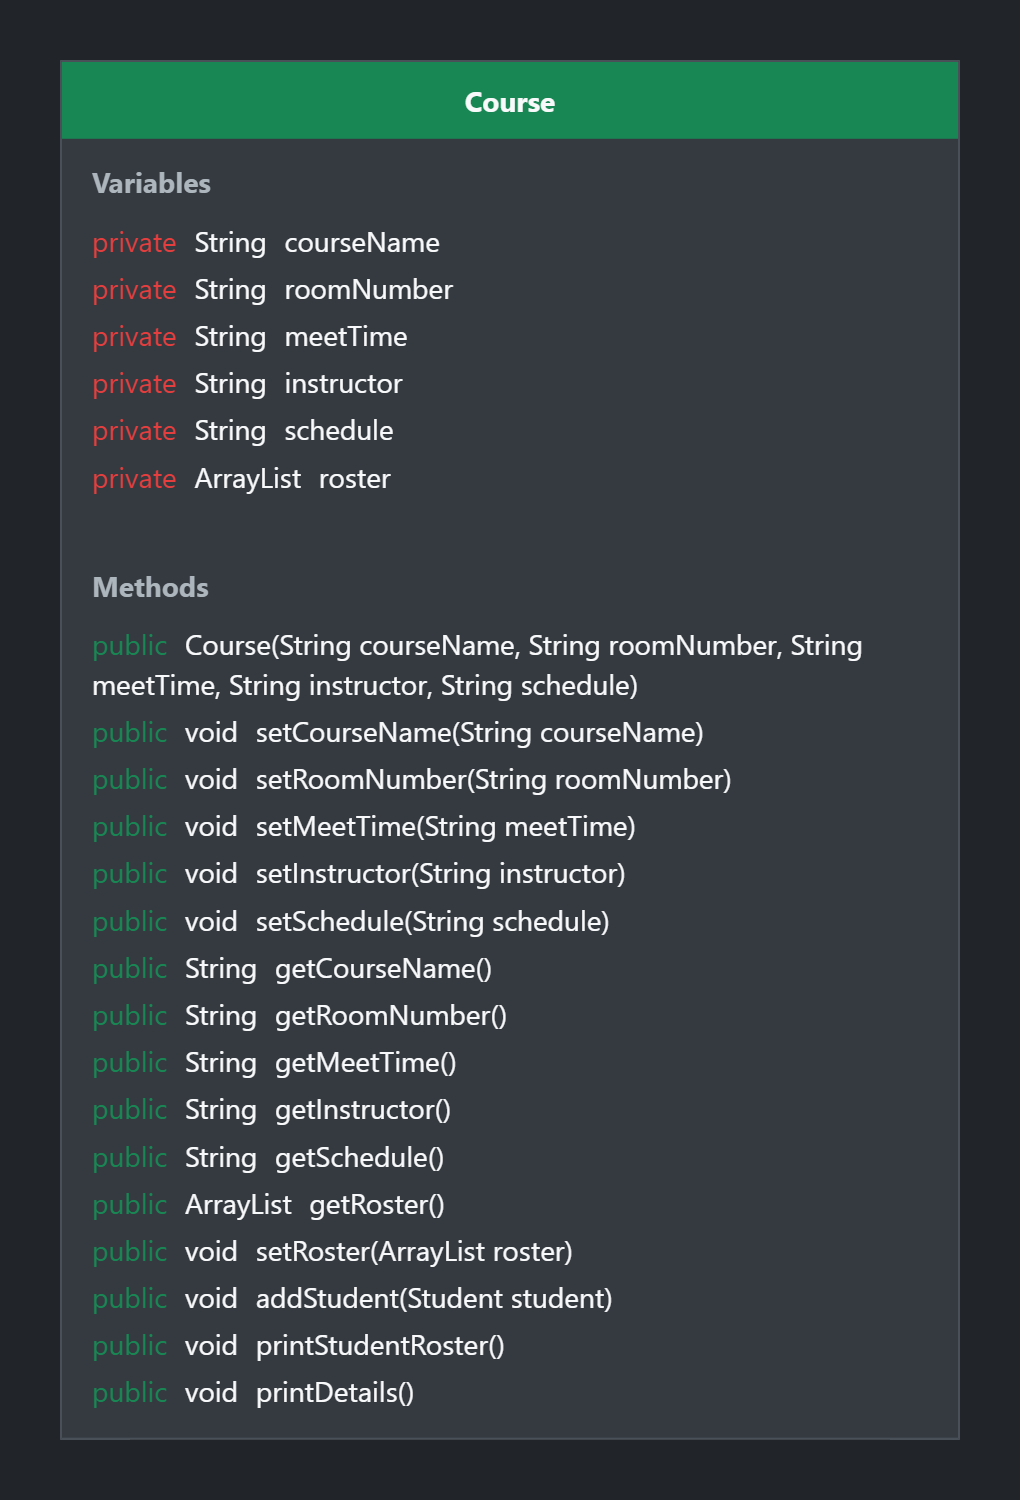 Course
Variables
private String courseName
private String roomNumber
private String meetTime
private String instructor
private String schedule
private ArrayList roster
Methods
public Course(String courseName, String roomNumber, String
meetTime, String instructor, String schedule)
public void setCourseName(String courseName)
public void setRoomNumber(String roomNumber)
public void setMeetTime(String meetTime)
public void setInstructor(String instructor)
public void setSchedule(String schedule)
public String getCourseName()
public String getRoomNumber()
public String getMeetTime()
public String getInstructor()
public String getSchedule()
public ArrayList getRoster()
public void setRoster(ArrayList roster)
public void addStudent(Student student)
public void printStudentRoster()
public void printDetails()